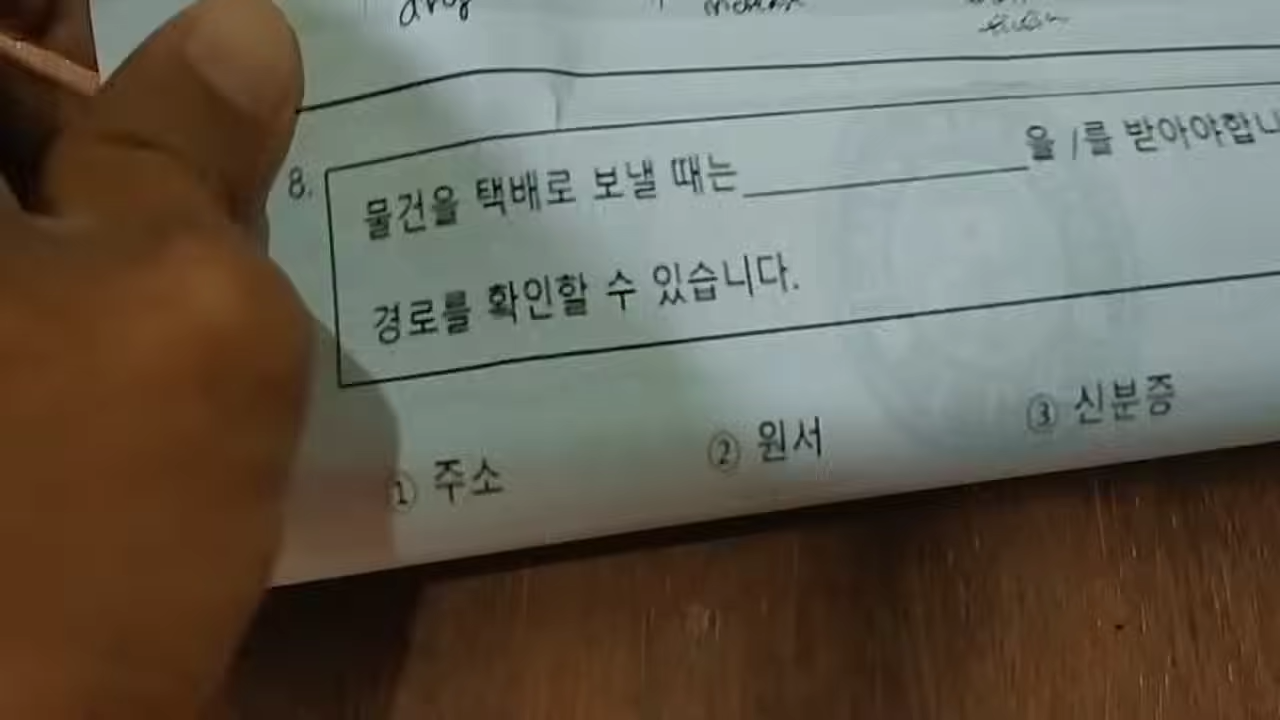 8.
물건을 택배로 보낼 때는 을 /를 받아야합니
경로를 확인할 수 있습니다.
① 주소 ② 원서 ③ 신분증